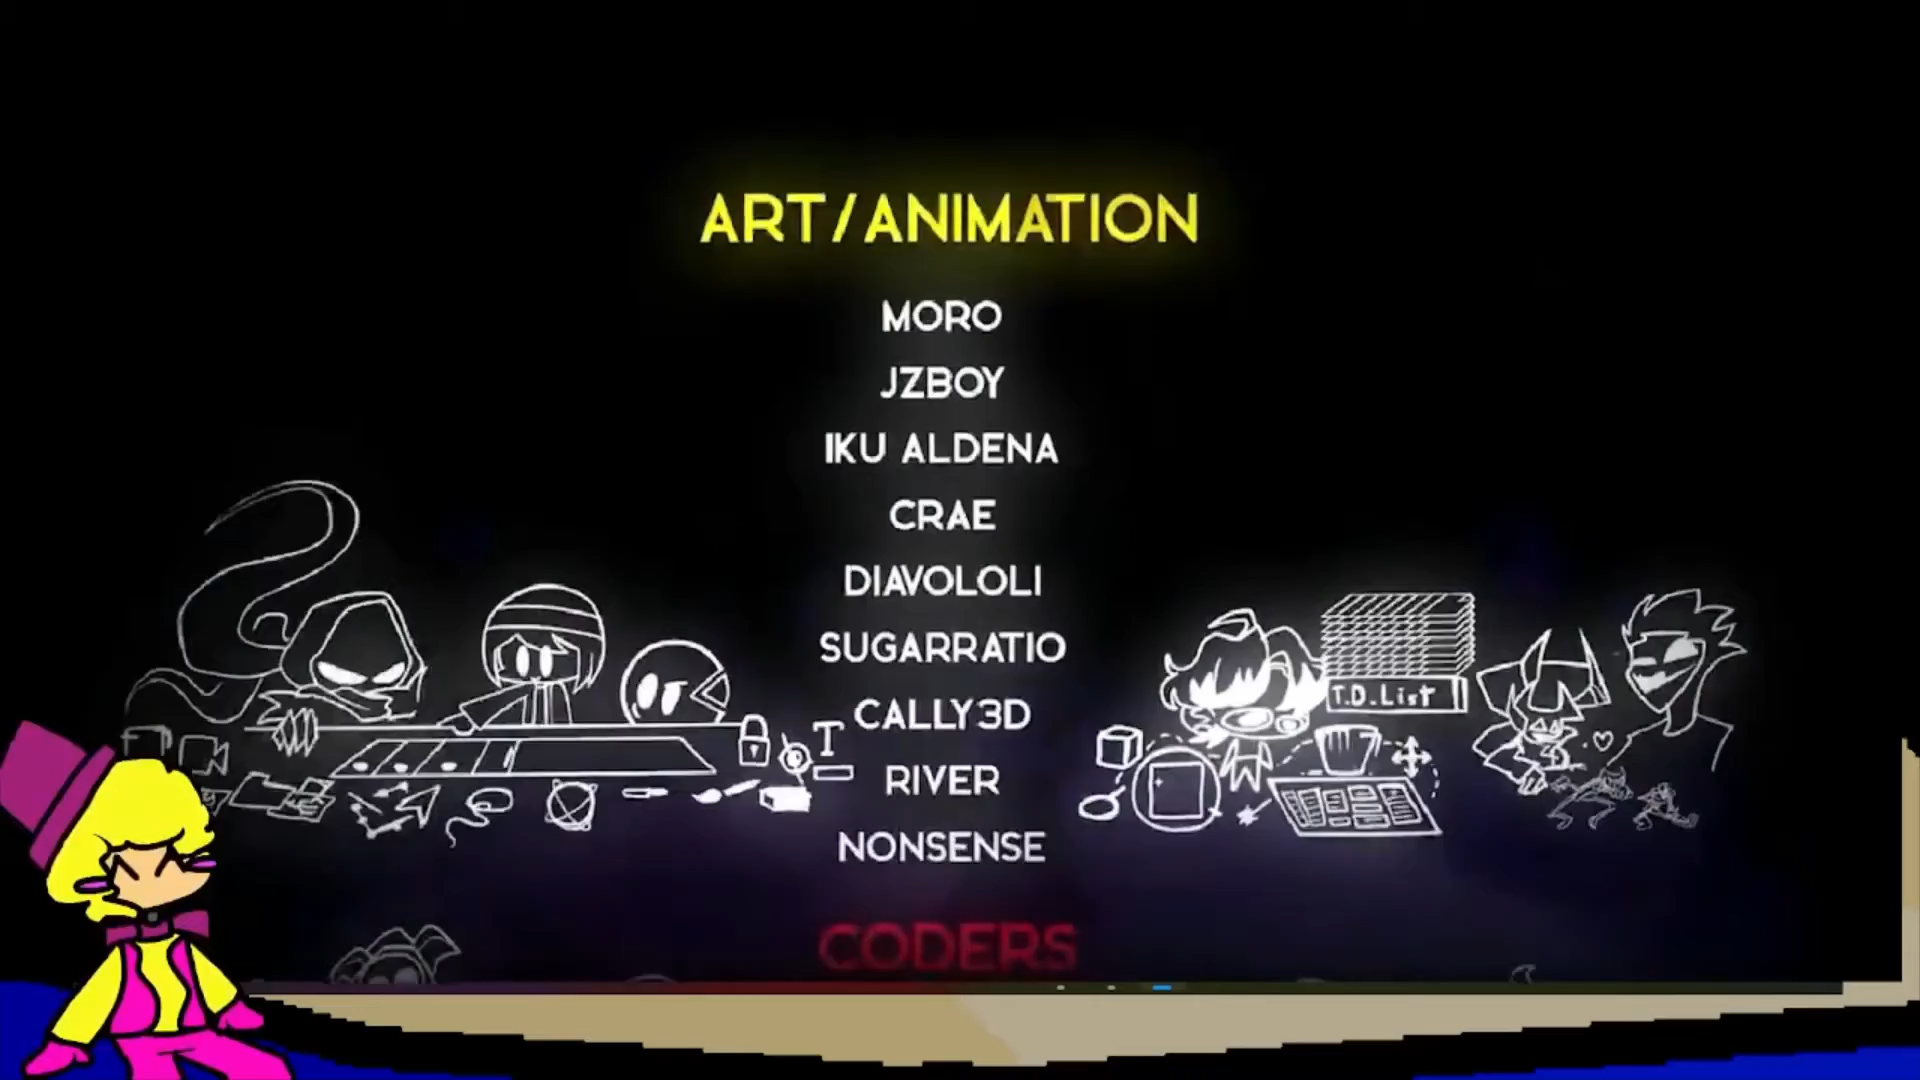 ART/ANIMATION
MORO
JZBOY
IKU ALDENA
CRAE
DIAVOLOLI
SUGARRATIO
CALLY3D
RIVER
NONSENSE
T.D.List
T
CODERS